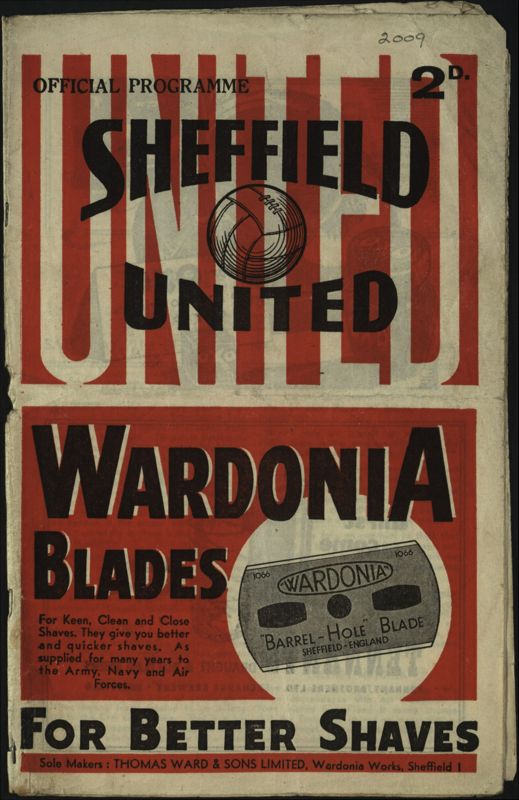 2009
OFFICIAL PROGRAMME
2D.
UNITED
SHEFFIELD
UNITED
WARDONIA
BLADES
For Keen, Clean and Close
Shaves. They give you better
and quicker shaves. As
supplied for many years to
the Army, Navy and Air
Forces.
1066
1066
"WARDONIA"
"BARREL-HOLE" BLADE
SHEFFIELD-ENGLAND
FOR BETTER SHAVES
Sole Makers : THOMAS WARD & SONS LIMITED, Wardonia Works, Sheffield 1